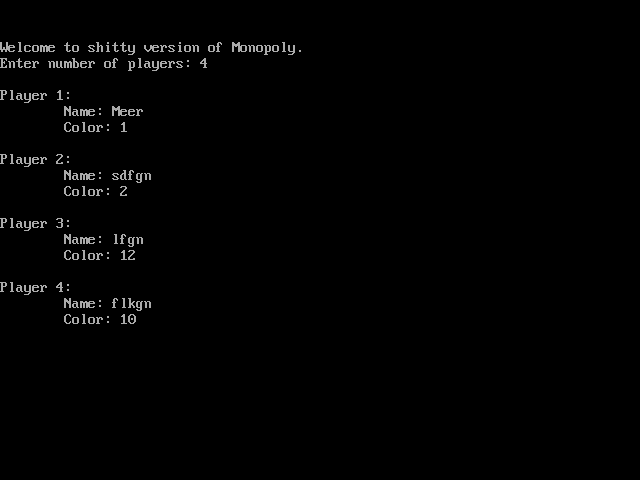 Welcome to shitty version of Monopoly.
Enter number of players: 4
Player 1:
Name: Meer
Color: 1
Player 2:
Name: sdfgn
Color: 2
Player 3:
Name: lfgn
Color: 12
Player 4:
Name: flkgn
Color: 10